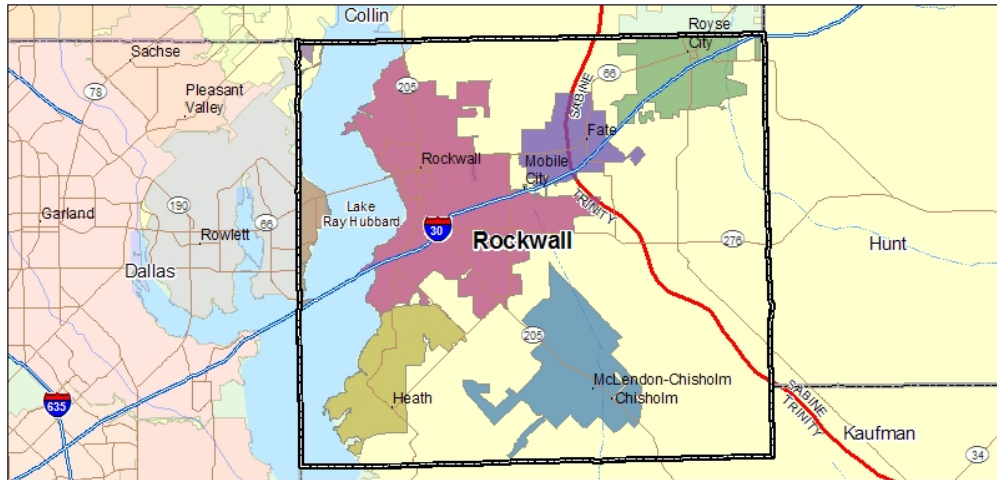 Collin
Royse
City
Sachse
66
205
78
Pleasant
Valley
SABINE
Fate
Rockwall
Mobile
City
TRINITY
190
Lake
Ray Hubbard
Garland
66
Rowlett
30
Rockwall
276
Hunt
Dallas
205
McLendon-Chisholm
Chisholm
Heath
SABINE
TRINITY
635
Kaufman
34